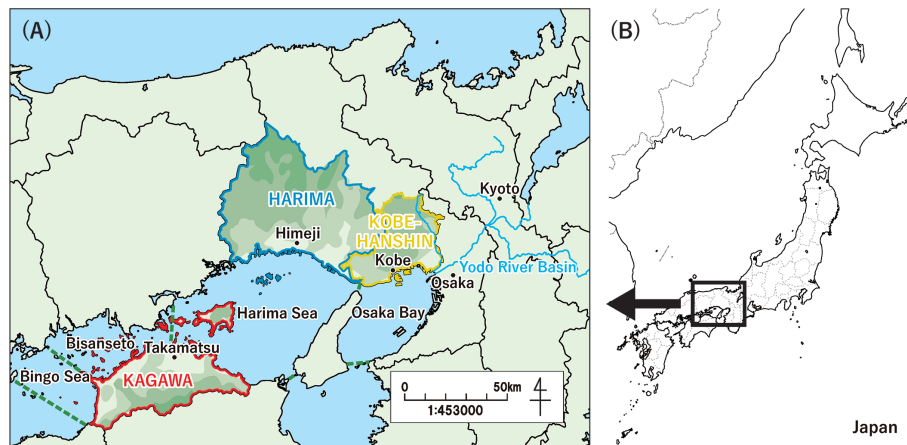 (A)
HARIMA
Himeji
KOBE-
HANSHIN
Kobe
Kyoto
Yodo River Basin
Osaka
Osaka Bay
Harima Sea
Bisanseto
Takamatsu
Bingo Sea
KAGAWA
0 50km
1:453000
(B)
Japan